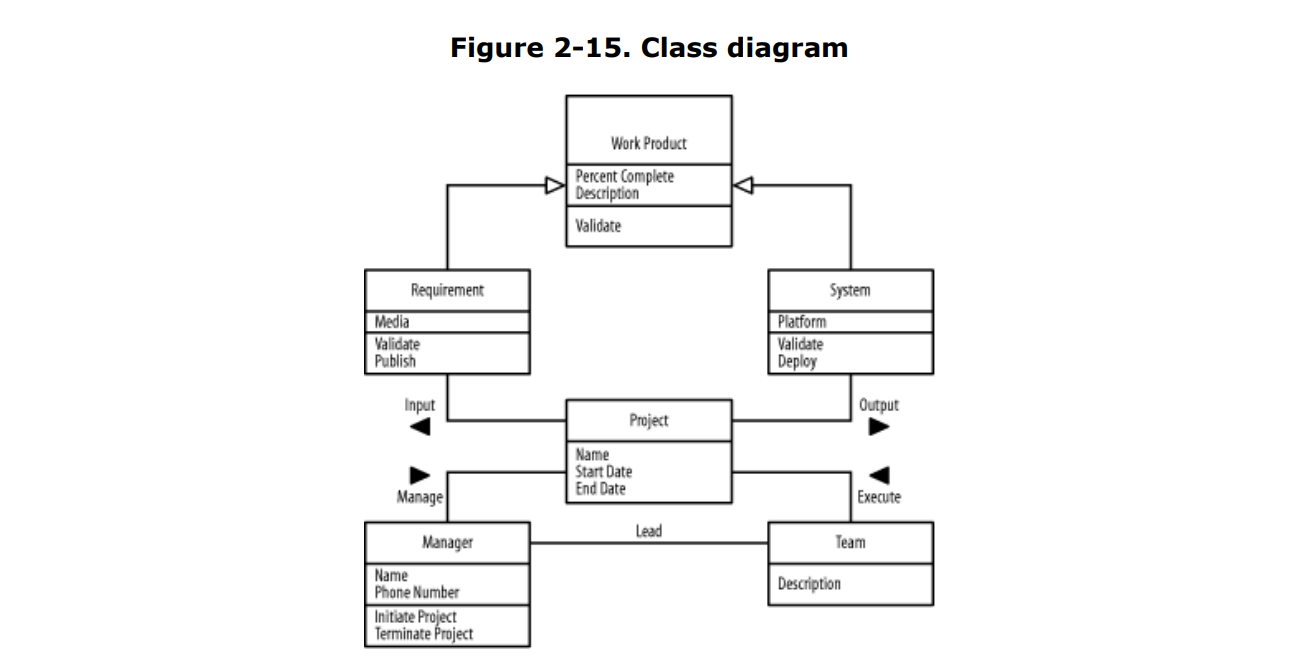 Figure 2-15. Class diagram
Work Product
Percent Complete
Description
Validate
Requirement
Media
Validate
Publish
System
Platform
Validate
Deploy
Input
Project
Output
Name
Start Date
End Date
Manage
Execute
Manager
Lead
Team
Name
Phone Number
Description
Initiate Project
Terminate Project